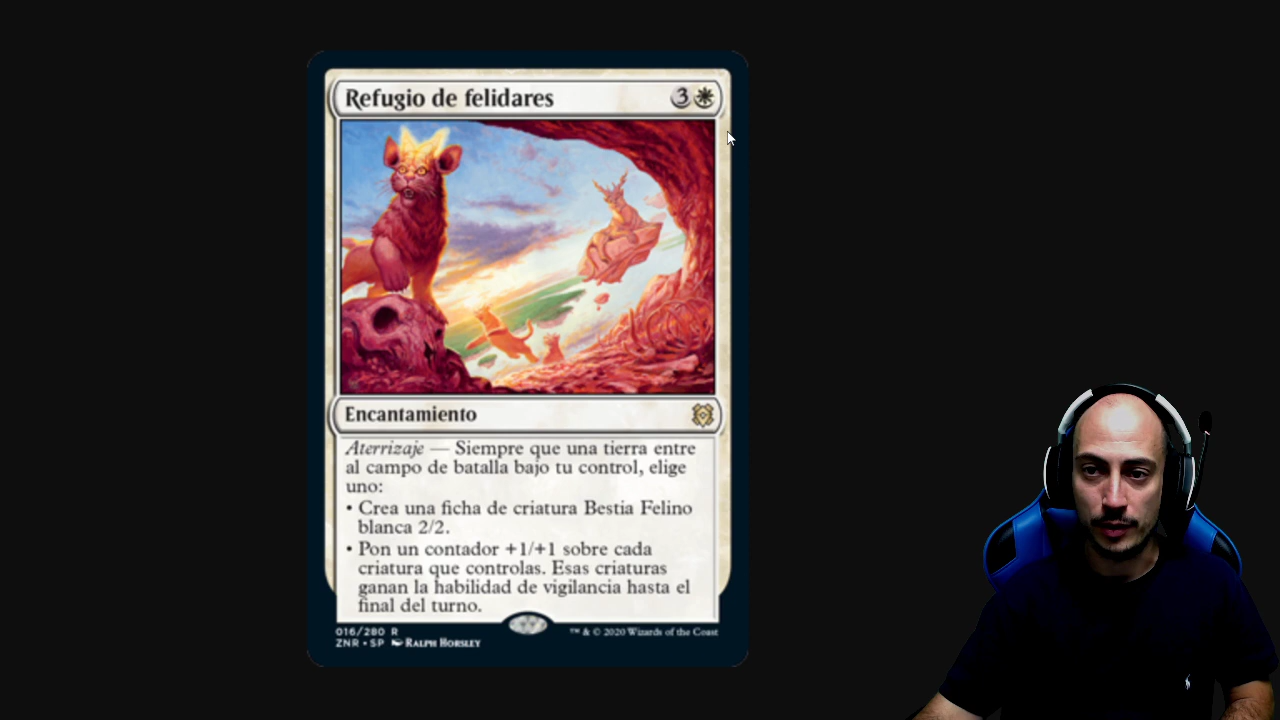 Refugio de felidares 3
Encantamiento
Aterrizaje — Siempre que una tierra entre
al campo de batalla bajo tu control, elige
uno:
• Crea una ficha de criatura Bestia Felino
blanca 2/2.
• Pon un contador +1/+1 sobre cada
criatura que controlas. Esas criaturas
ganan la habilidad de vigilancia hasta el
final del turno.
016/280 R
ZNR • SP RALPH HORSLEY
™ & © 2020 Wizards of the Coast